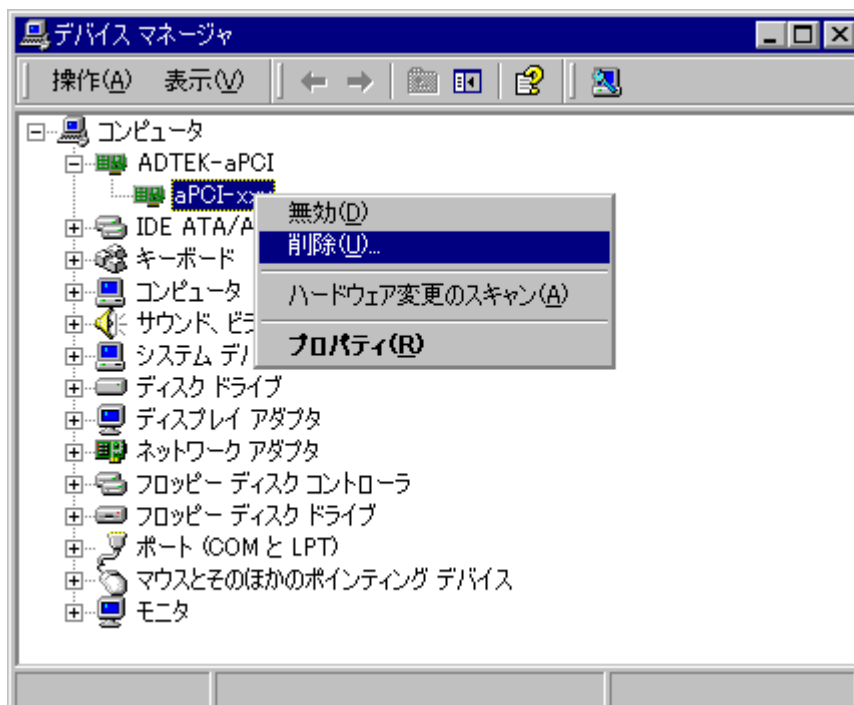 デバイス マネージャ
操作(A) 表示(V)
コンピュータ
ADTEK-aPCI
aPCI-xxx
無効(D)
IDE ATA/A
削除(U)...
キーボード
コンピュータ
ハードウェア変更のスキャン(A)
サウンド、ビ
システム デ
プロパティ(R)
ディスク ドライブ
ディスプレイ アダプタ
ネットワーク アダプタ
フロッピー ディスク コントローラ
フロッピー ディスク ドライブ
ポート (COM と LPT)
マウスとそのほかのポインティング デバイス
モニタ